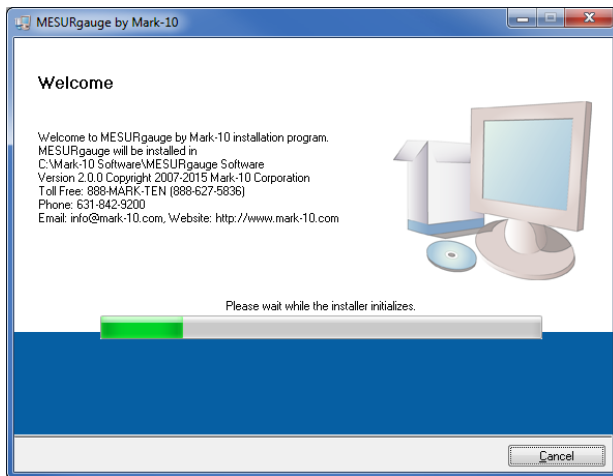 MESURgauge by Mark-10
Welcome
Welcome to MESURgauge by Mark-10 installation program.
MESURgauge will be installed in
C:\Mark-10 Software\MESURgauge Software
Version 2.0.0 Copyright 2007-2015 Mark-10 Corporation
Toll Free: 888-MARK-TEN (888-627-5836)
Phone: 631-842-9200
Email: info@mark-10.com, Website: http://www.mark-10.com
Please wait while the installer initializes.
Cancel